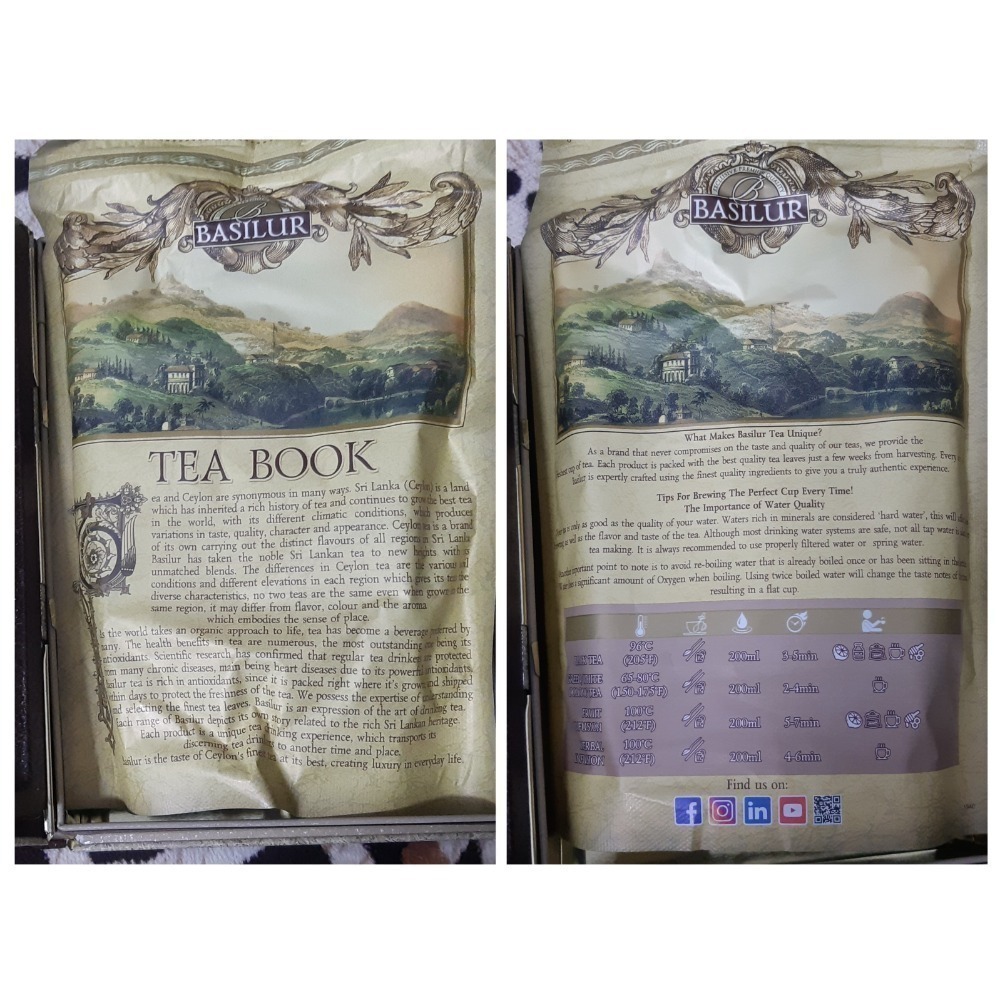 BASILUR
TEA BOOK
ea and Ceylon are synonymous in many ways. Sri Lanka (Ceylon) is a land
which has inherited a rich history of tea and continues to grow the best tea
in the world, with its different climatic conditions, which produces
variations in taste, quality, character and appearance. Ceylon tea is a brand
of its own carrying out the distinct flavours of all regions in Sri Lanka
Basilur has taken the noble Sri Lankan tea to new heights with its
unmatched blends. The differences in Ceylon tea are the various
conditions and different elevations in each region which gives its tea the
diverse characteristics, no two teas are the same even when grown in the
same region, it may differ from flavor, colour and the aroma
which embodies the sense of place.
As the world takes an organic approach to life, tea has become a beverage preferred by
many. The health benefits in tea are numerous, the most outstanding one being its
antioxidants. Scientific research has confirmed that regular tea drinkers are protected
from many chronic diseases, main being heart diseases due to its powerful antioxidants.
Basilur tea is rich in antioxidants, since it is packed right where it's grown and shipped
within days to protect the freshness of the tea. We possess the expertise of understanding
and selecting the finest tea leaves. Basilur is an expression of the art of drinking tea.
Each range of Basilur depicts its own story related to the rich Sri Lankan heritage.
Each product is a unique tea drinking experience, which transports its
discerning tea drinker to another time and place.
Basilur is the taste of Ceylon's finest tea at its best, creating luxury in everyday life.
B
BASILUR
What Makes Basilur Tea Unique?
As a brand that never compromises on the taste and quality of our teas, we provide the
cup of tea. Each product is packed with the best quality tea leaves just a few weeks from harvesting. Every
Basilur is expertly crafted using the finest quality ingredients to give you a truly authentic experience.
Tips For Brewing The Perfect Cup Every Time!
The Importance of Water Quality
is only as good as the quality of your water. Waters rich in minerals are considered 'hard water', this will
as well as the flavor and taste of the tea. Although most drinking water systems are safe, not all tap water is
tea making. It is always recommended to use properly filtered water or spring water.
important point to note is to avoid re-boiling water that is already boiled once or has been sitting in the
significant amount of Oxygen when boiling. Using twice boiled water will change the taste notes of
resulting in a flat cup.
TEA 96°C (205°F) 200ml 3-5min
TEA 65-80°C (150-175°F) 200ml 2-4min
FRUIT 100°C (212°F) 200ml 5-7min
HERBAL 100°C (212°F) 200ml 4-6min
Find us on: